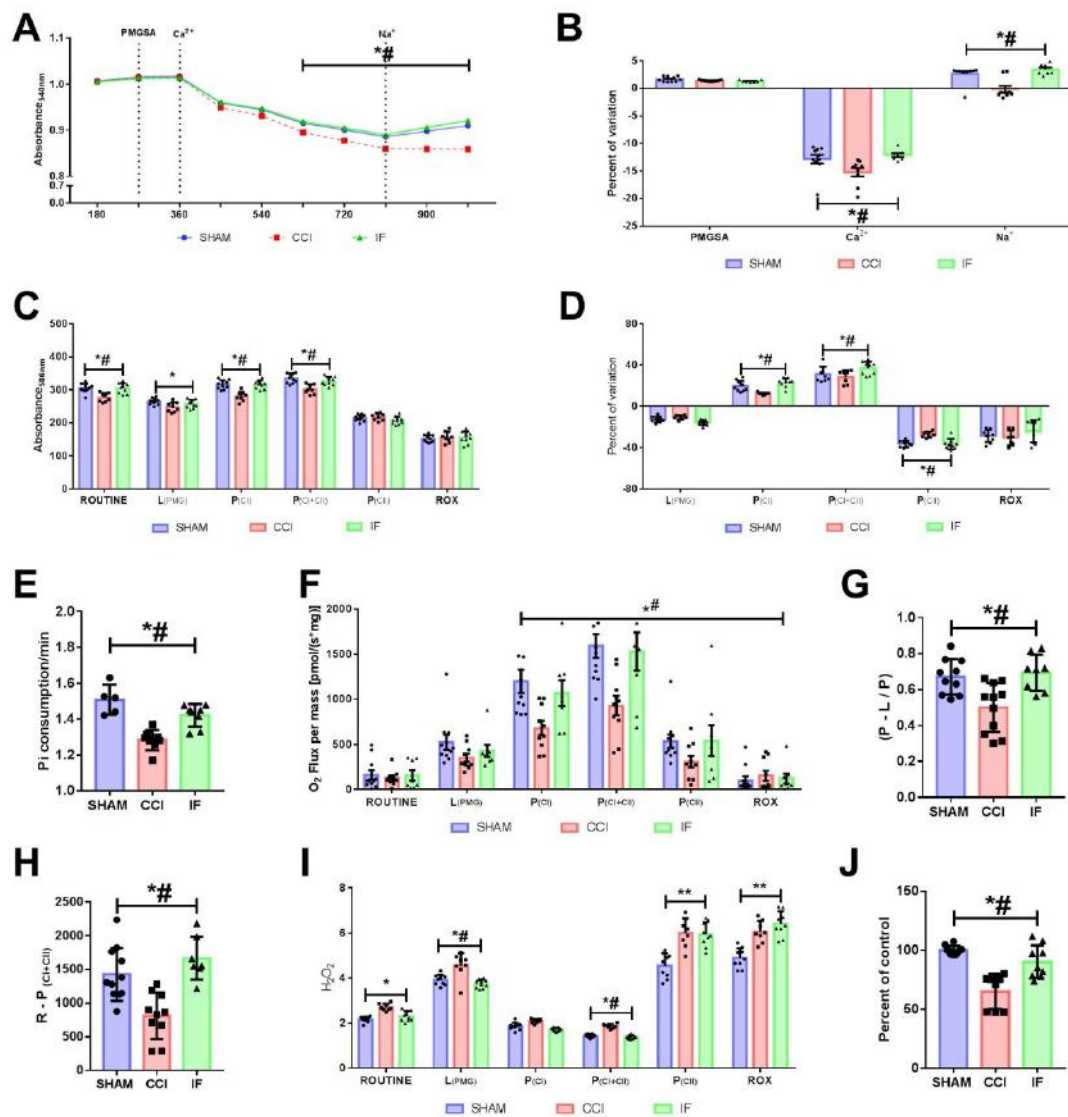 A
PMGSA Ca²⁺ Na⁺
*#
Absorbance₅₄₀nm
1.1
1.0
0.9
0.8
0.7
0.0
180 360 540 720 900
SHAM CCI IF
B
*#
Percent of variation
5
0
-5
-10
-15
-20
-25
*#
PMGSA Ca²⁺ Na⁺
SHAM CCI IF
C
Absorbance₅₈₆nm
500
400
300
200
100
0
*# * *# *#
ROUTINE L(PMG) P(CI) P(CI+CII) P(CII) ROX
SHAM CCI IF
D
Percent of variation
80
40
0
-40
-80
*# *#
*#
L(PMG) P(CI) P(CI+CII) P(CII) ROX
SHAM CCI IF
E
Pi consumption/min
2.0
1.8
1.6
1.4
1.2
1.0
*#
SHAM CCI IF
F
O₂ Flux per mass [pmol/(s*mg)]
2000
1500
1000
500
0
*#
ROUTINE L(PMG) P(CI) P(CI+CII) P(CII) ROX
SHAM CCI IF
G
(P - L / P)
1.0
0.8
0.6
0.4
0.2
0.0
*#
SHAM CCI IF
H
R - P (CI+CII)
2500
2000
1500
1000
500
0
*#
SHAM CCI IF
I
H₂O₂
8
6
4
2
0
* *# *# ** **
ROUTINE L(PMG) P(CI) P(CI+CII) P(CII) ROX
SHAM CCI IF
J
Percent of control
150
100
50
0
*#
SHAM CCI IF